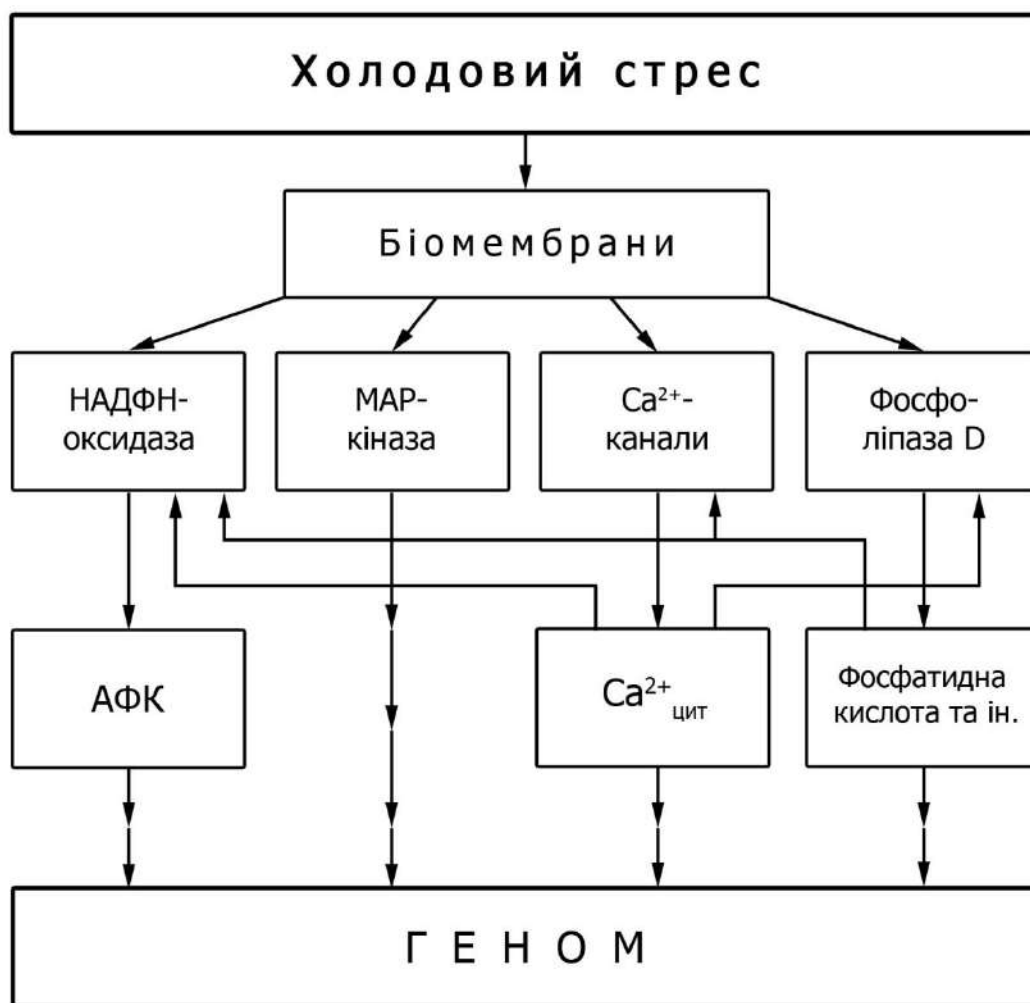 Холодовий стрес
Біомембрани
НАДФН-
оксидаза
МАР-
кіназа
Ca²⁺-
канали
Фосфо-
ліпаза D
АФК
Ca²⁺цит
Фосфатидна
кислота та ін.
ГЕНОМ